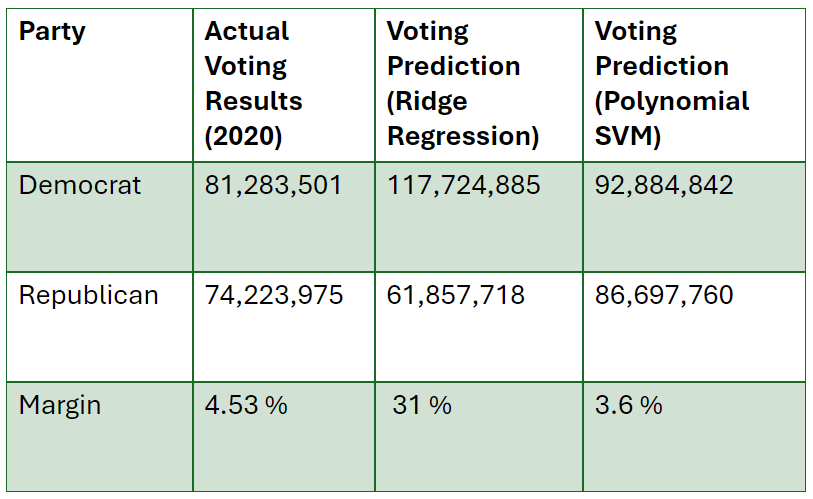 Party
Actual
Voting
Results
(2020)
Voting
Prediction
(Ridge
Regression)
Voting
Prediction
(Polynomial
SVM)
Democrat
81,283,501
117,724,885
92,884,842
Republican
74,223,975
61,857,718
86,697,760
Margin
4.53 %
31 %
3.6 %